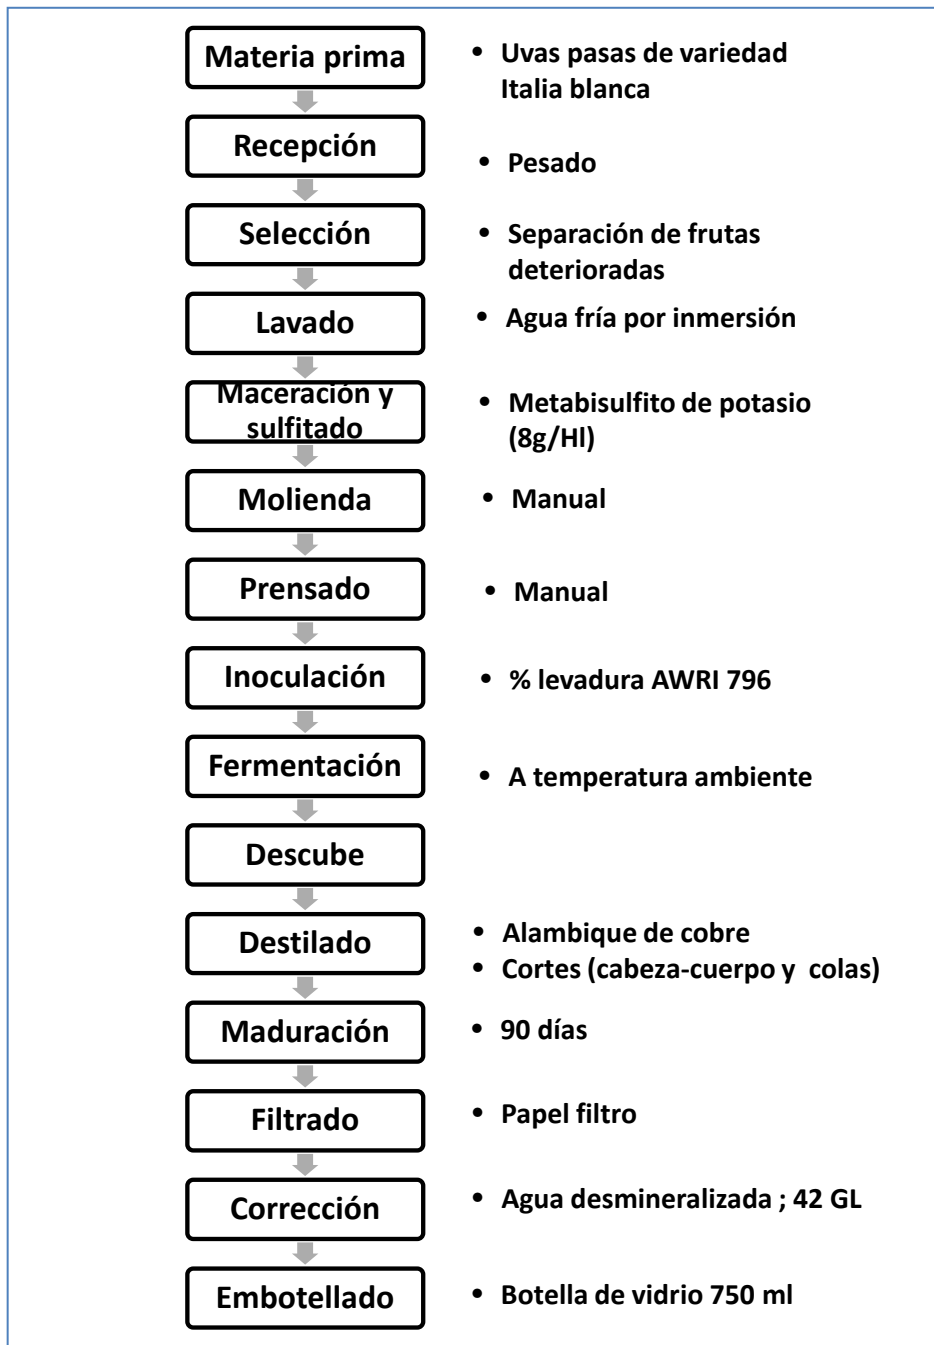 Materia prima
• Uvas pasas de variedad
Italia blanca
Recepción
• Pesado
Selección
• Separación de frutas
deterioradas
Lavado
• Agua fría por inmersión
Maceración y
sulfitado
• Metabisulfito de potasio
(8g/Hl)
Molienda
• Manual
Prensado
• Manual
Inoculación
• % levadura AWRI 796
Fermentación
• A temperatura ambiente
Descube
Destilado
• Alambique de cobre
• Cortes (cabeza-cuerpo y colas)
Maduración
• 90 días
Filtrado
• Papel filtro
Corrección
• Agua desmineralizada ; 42 GL
Embotellado
• Botella de vidrio 750 ml